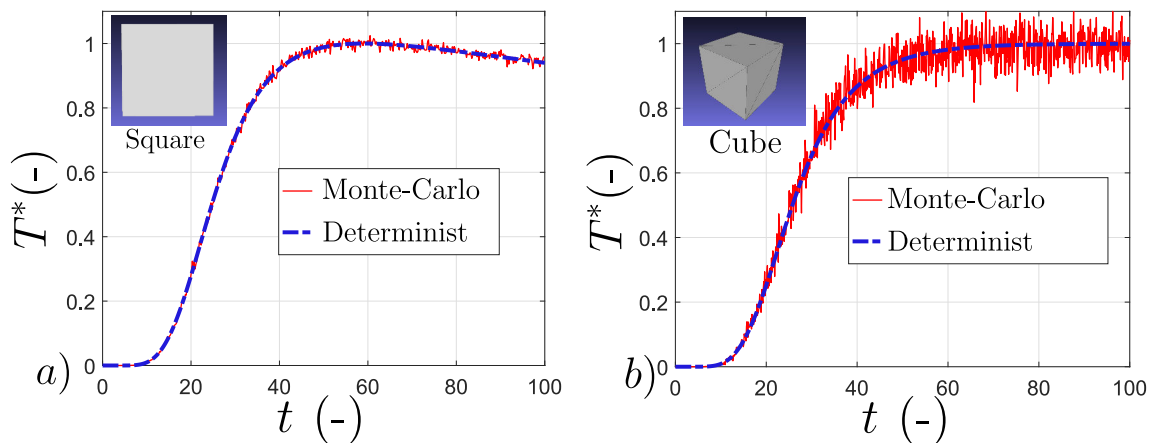 Square
T* (-)
1
0.8
0.6
0.4
0.2
0
Monte-Carlo
Determinist
0 20 40 60 80 100
a)
t (-)
Cube
T* (-)
1
0.8
0.6
0.4
0.2
0
Monte-Carlo
Determinist
0 20 40 60 80 100
b)
t (-)